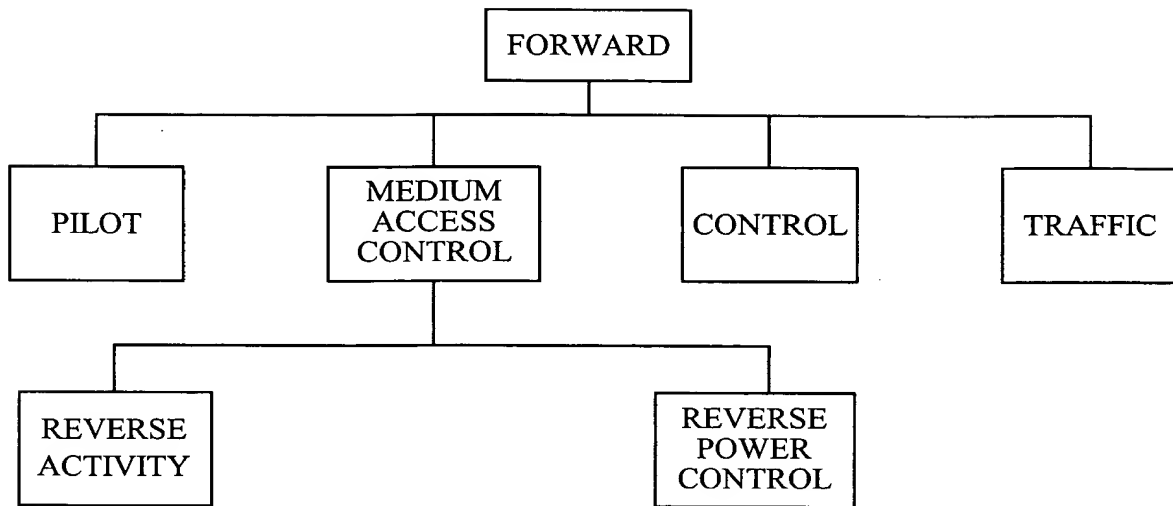 FORWARD
PILOT
MEDIUM
ACCESS
CONTROL
CONTROL
TRAFFIC
REVERSE
ACTIVITY
REVERSE
POWER
CONTROL